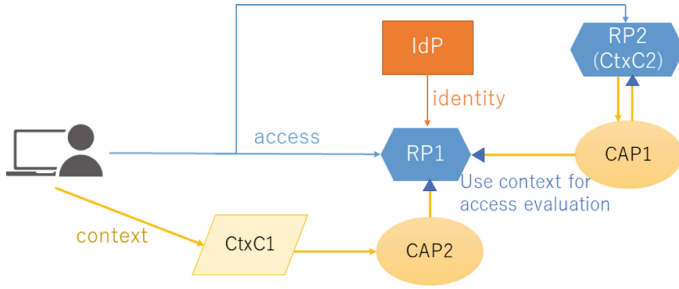 IdP
RP2
(CtxC2)
identity
access
RP1
CAP1
Use context for
access evaluation
context
CtxC1
CAP2